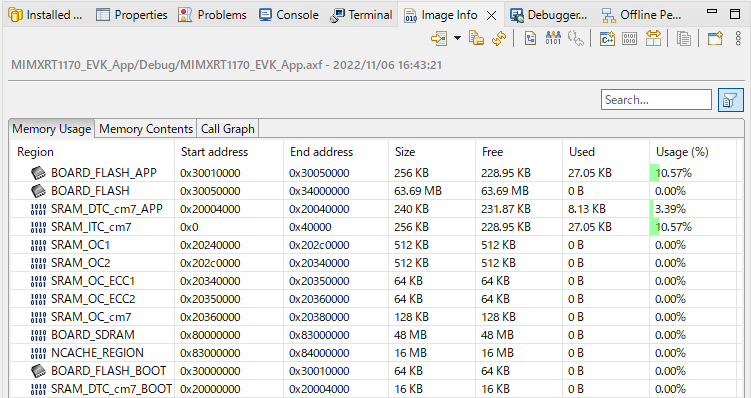 Installed ... Properties Problems Console Terminal Image Info Debugger... Offline Pe...
MIMXRT1170_EVK_App/Debug/MIMXRT1170_EVK_App.axf - 2022/11/06 16:43:21
Search...
Memory Usage Memory Contents Call Graph
Region Start address End address Size Free Used Usage (%)
BOARD_FLASH_APP 0x30010000 0x30050000 256 KB 228.95 KB 27.05 KB 10.57%
BOARD_FLASH 0x30050000 0x34000000 63.69 MB 63.69 MB 0 B 0.00%
SRAM_DTC_cm7_APP 0x20004000 0x20040000 240 KB 231.87 KB 8.13 KB 3.39%
SRAM_ITC_cm7 0x0 0x40000 256 KB 228.95 KB 27.05 KB 10.57%
SRAM_OC1 0x20240000 0x202c0000 512 KB 512 KB 0 B 0.00%
SRAM_OC2 0x202c0000 0x20340000 512 KB 512 KB 0 B 0.00%
SRAM_OC_ECC1 0x20340000 0x20350000 64 KB 64 KB 0 B 0.00%
SRAM_OC_ECC2 0x20350000 0x20360000 64 KB 64 KB 0 B 0.00%
SRAM_OC_cm7 0x20360000 0x20380000 128 KB 128 KB 0 B 0.00%
BOARD_SDRAM 0x80000000 0x83000000 48 MB 48 MB 0 B 0.00%
NCACHE_REGION 0x83000000 0x84000000 16 MB 16 MB 0 B 0.00%
BOARD_FLASH_BOOT 0x30000000 0x30010000 64 KB 64 KB 0 B 0.00%
SRAM_DTC_cm7_BOOT 0x20000000 0x20004000 16 KB 16 KB 0 B 0.00%